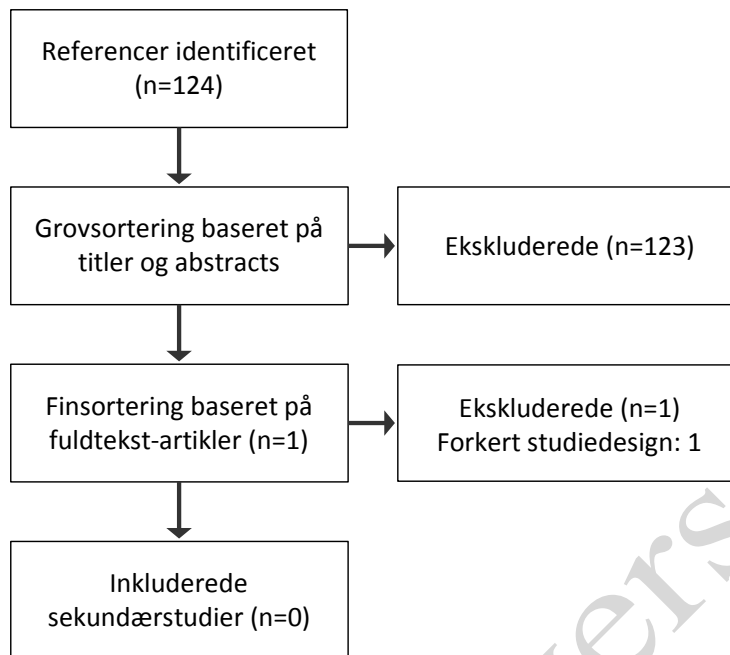 Referencer identificeret
(n=124)
Grovsortering baseret på
titler og abstracts
Ekskluderede (n=123)
Finsortering baseret på
fuldtekst-artikler (n=1)
Ekskluderede (n=1)
Forkert studiedesign: 1
Inkluderede
sekundærstudier (n=0)
ers